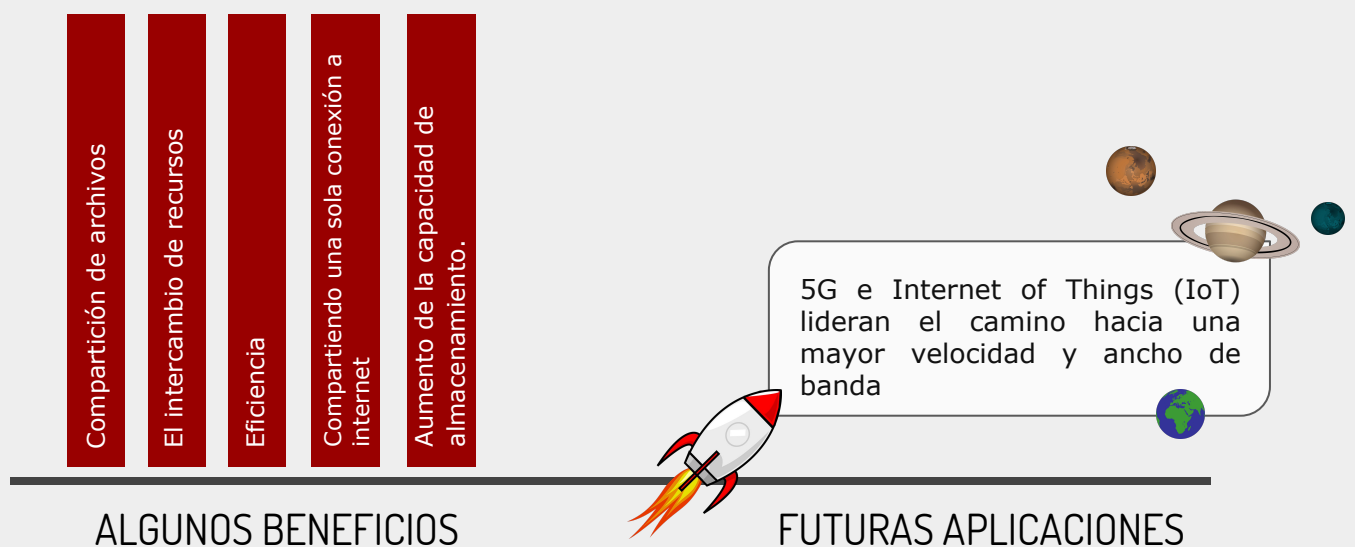 Compartición de archivos
El intercambio de recursos
Eficiencia
Compartiendo una sola conexión a
internet
Aumento de la capacidad de
almacenamiento.
5G e Internet of Things (IoT)
lideran el camino hacia una
mayor velocidad y ancho de
banda
ALGUNOS BENEFICIOS
FUTURAS APLICACIONES